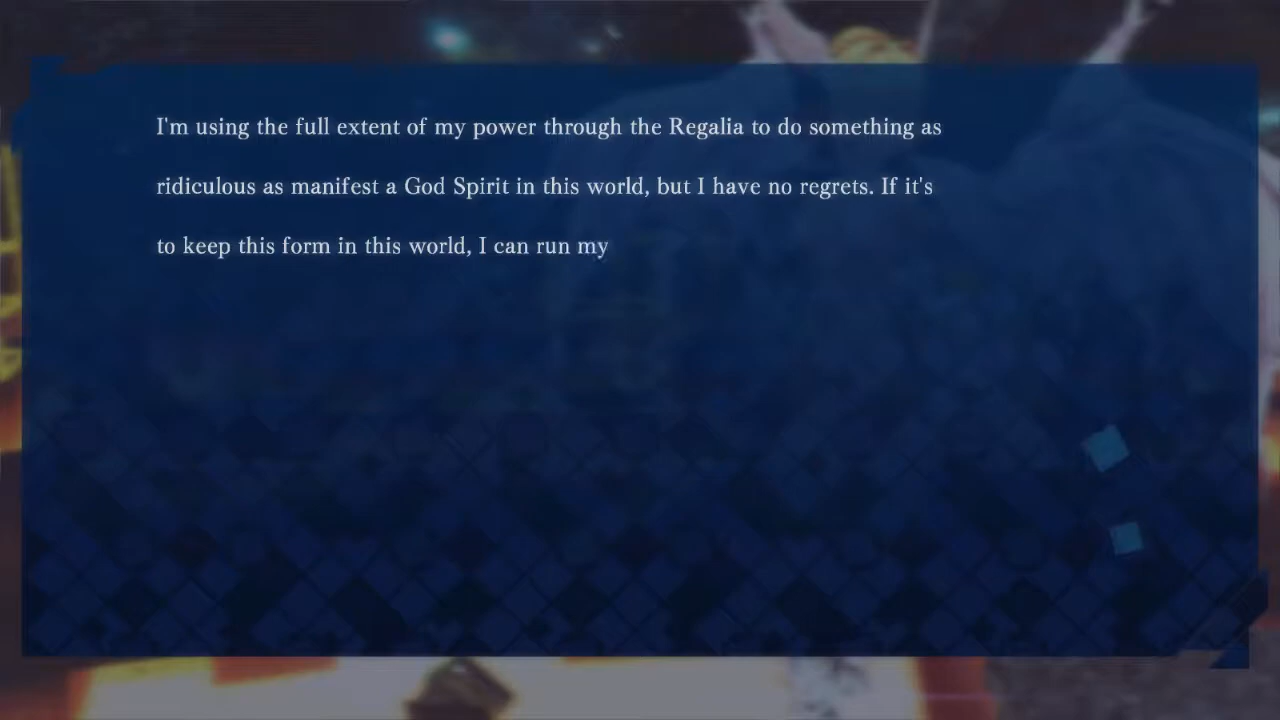 I'm using the full extent of my power through the Regalia to do something as
ridiculous as manifest a God Spirit in this world, but I have no regrets. If it's
to keep this form in this world, I can run my